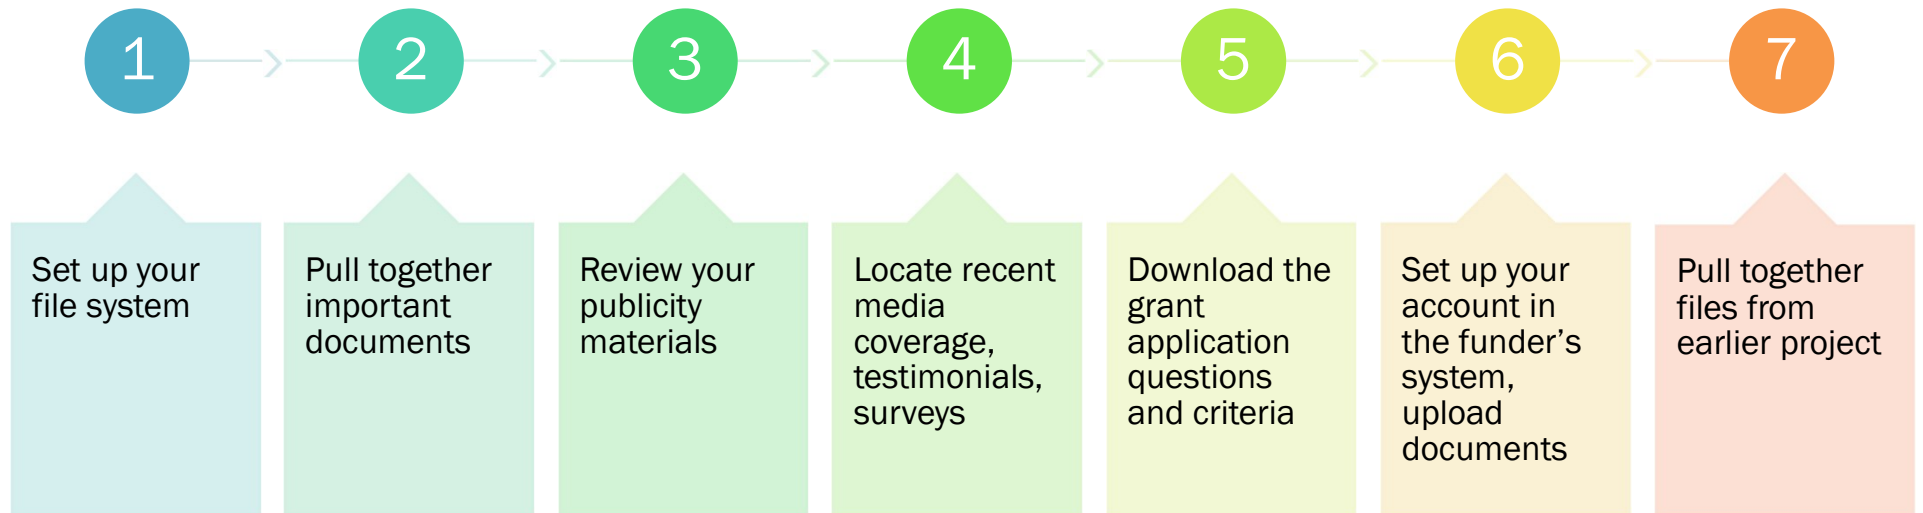 1
2
3
4
5
6
7
Set up your
file system
Pull together
important
documents
Review your
publicity
materials
Locate recent
media
coverage,
testimonials,
surveys
Download the
grant
application
questions
and criteria
Set up your
account in
the funder’s
system,
upload
documents
Pull together
files from
earlier project